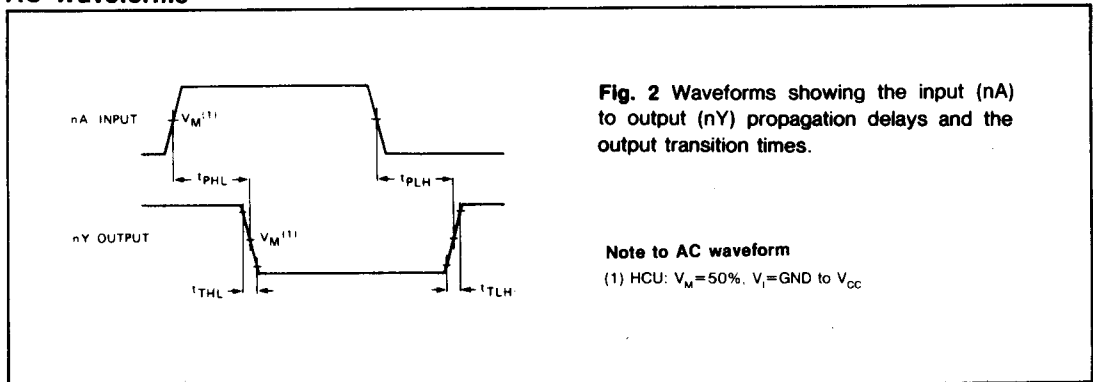 AC waveforms
nA INPUT
V_M(1)
t_PHL
t_PLH
nY OUTPUT
V_M(1)
t_THL
t_TLH
Fig. 2 Waveforms showing the input (nA)
to output (nY) propagation delays and the
output transition times.
Note to AC waveform
(1) HCU: V_M=50%, V_I=GND to V_CC